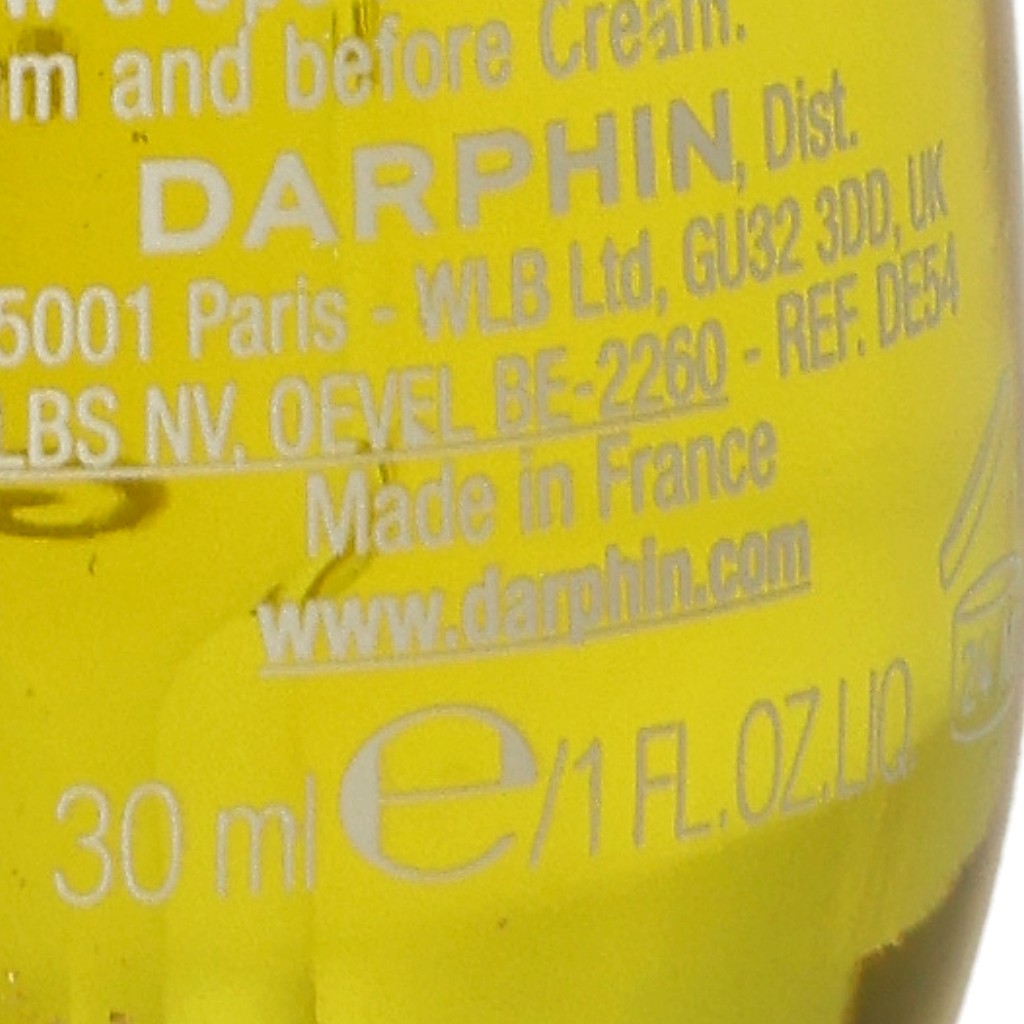 and before Cream.
DARPHIN, Dist.
5001 Paris - WLB Ltd, GU32 3DD, UK
LBS NV. OEVEL BE-2260 - REF. DE54
Made in France
www.darphin.com
30 ml e/1 FL.OZ.LIQ.
24